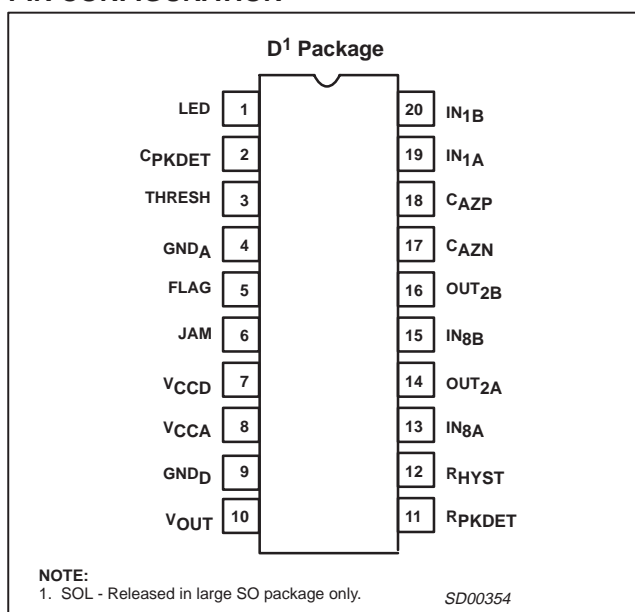 D1 Package
LED 1 20 IN1B
CPKDET 2 19 IN1A
THRESH 3 18 CAZP
GNDA 4 17 CAZN
FLAG 5 16 OUT2B
JAM 6 15 IN8B
VCCD 7 14 OUT2A
VCCA 8 13 IN8A
GNDD 9 12 RHYST
VOUT 10 11 RPKDET
NOTE:
1. SOL - Released in large SO package only.
SD00354